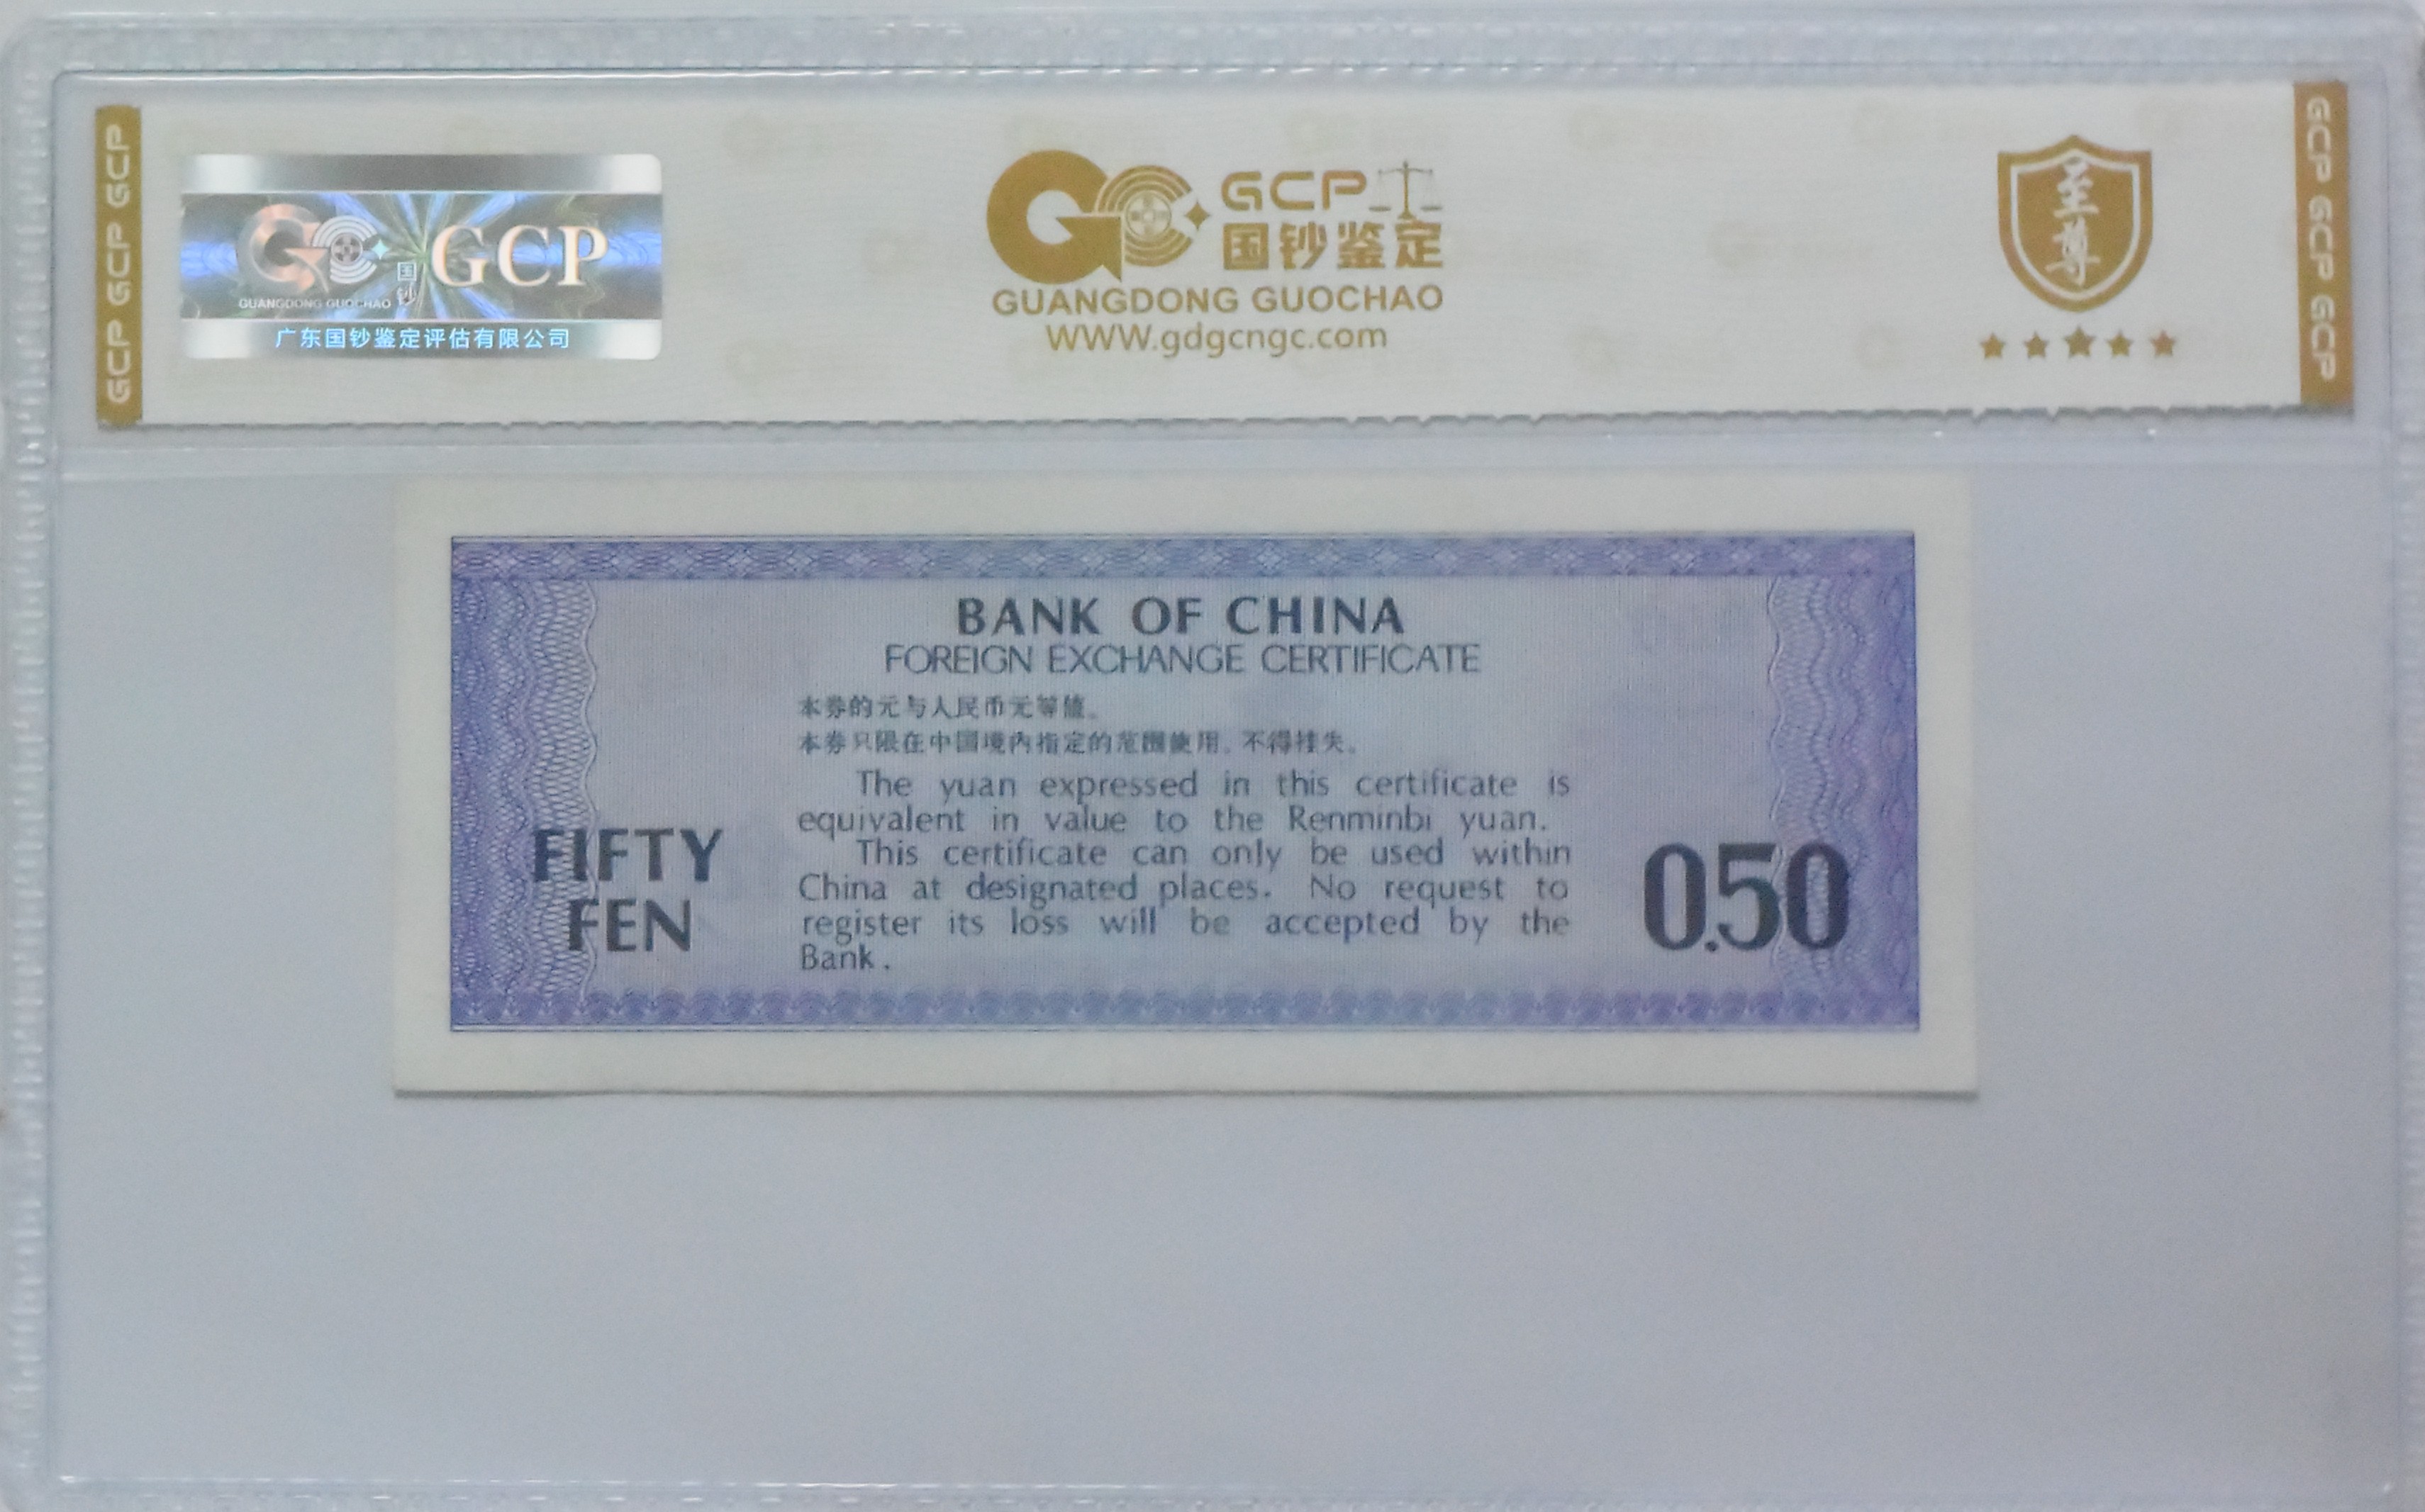 GCP GCP GCP
GCP
国钞
GUANGDONG GUOCHAO
广东国钞鉴定评估有限公司
GCP
国钞鉴定
GUANGDONG GUOCHAO
WWW.gdgcngc.com
至尊
GCP GCP GCP
BANK OF CHINA
FOREIGN EXCHANGE CERTIFICATE
本券的元与人民币元等值。
本券只限在中国境内指定的范围使用、不得挂失。
The yuan expressed in this certificate is
equivalent in value to the Renminbi yuan.
This certificate can only be used within
China at designated places. No request to
register its loss will be accepted by the
Bank.
FIFTY
FEN
0.50